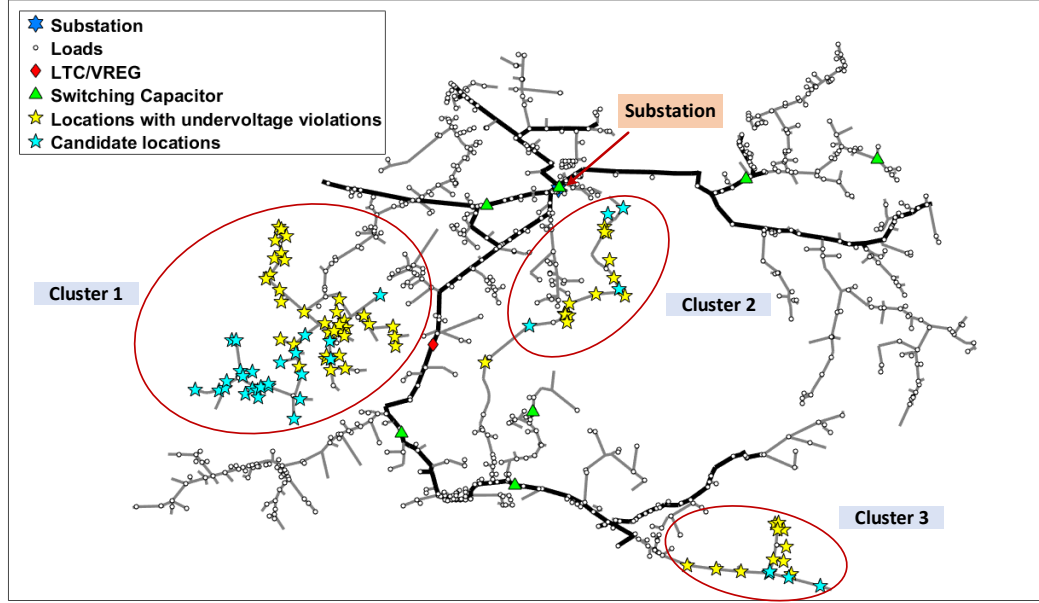 Substation
Loads
LTC/VREG
Switching Capacitor
Locations with undervoltage violations
Candidate locations
Substation
Cluster 1
Cluster 2
Cluster 3